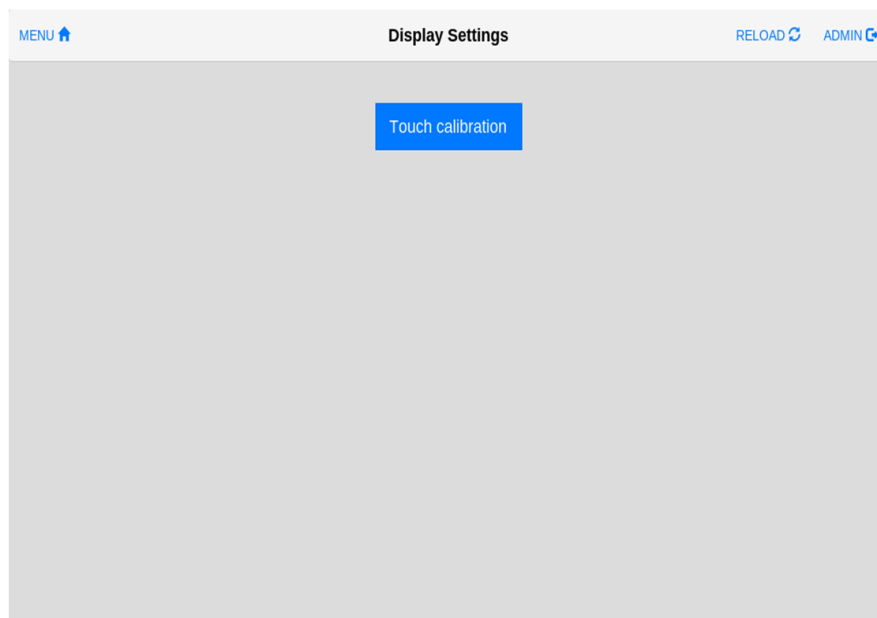 MENU
Display Settings
RELOAD
ADMIN
Touch calibration